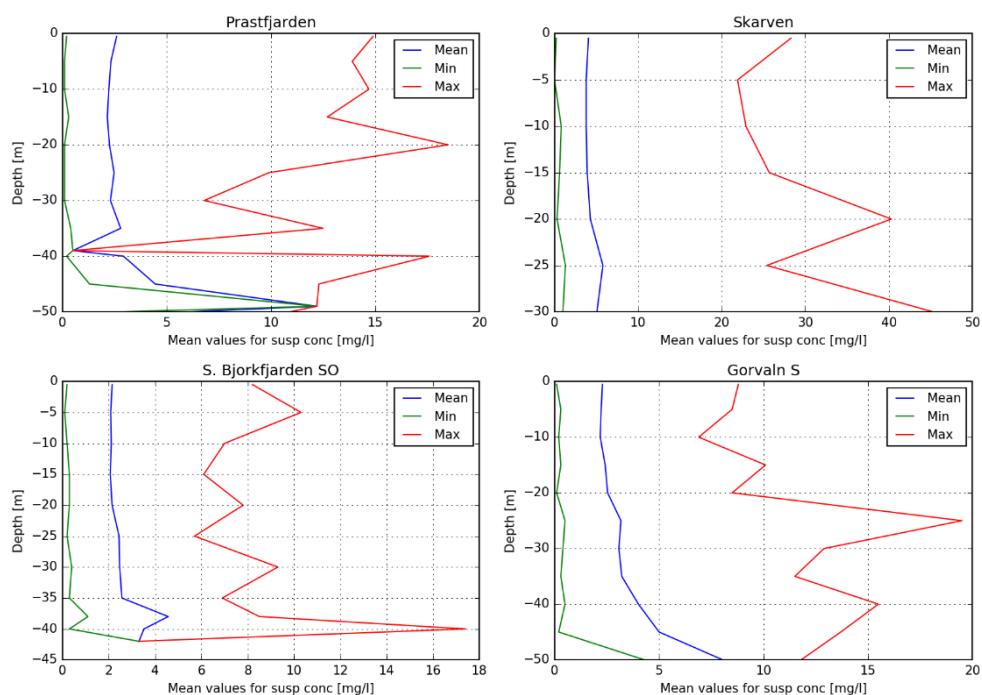 Prastfjarden
0
−10
−20
−30
−40
−50
Depth [m]
Mean
Min
Max
0 5 10 15 20
Mean values for susp conc [mg/l]
Skarven
0
−5
−10
−15
−20
−25
−30
Depth [m]
Mean
Min
Max
0 10 20 30 40 50
Mean values for susp conc [mg/l]
S. Bjorkfjarden SO
0
−5
−10
−15
−20
−25
−30
−35
−40
−45
Depth [m]
Mean
Min
Max
0 2 4 6 8 10 12 14 16 18
Mean values for susp conc [mg/l]
Gorvaln S
0
−10
−20
−30
−40
−50
Depth [m]
Mean
Min
Max
0 5 10 15 20
Mean values for susp conc [mg/l]